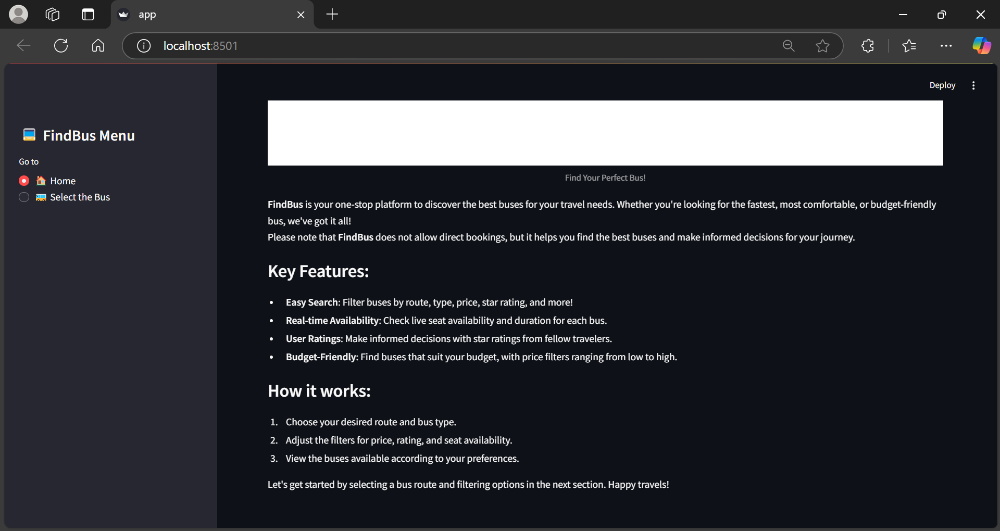 app
localhost:8501
Deploy
FindBus Menu
Go to
Home
Select the Bus
Find Your Perfect Bus!
FindBus is your one-stop platform to discover the best buses for your travel needs. Whether you're looking for the fastest, most comfortable, or budget-friendly
bus, we've got it all!
Please note that FindBus does not allow direct bookings, but it helps you find the best buses and make informed decisions for your journey.
Key Features:
• Easy Search: Filter buses by route, type, price, star rating, and more!
• Real-time Availability: Check live seat availability and duration for each bus.
• User Ratings: Make informed decisions with star ratings from fellow travelers.
• Budget-Friendly: Find buses that suit your budget, with price filters ranging from low to high.
How it works:
1. Choose your desired route and bus type.
2. Adjust the filters for price, rating, and seat availability.
3. View the buses available according to your preferences.
Let's get started by selecting a bus route and filtering options in the next section. Happy travels!